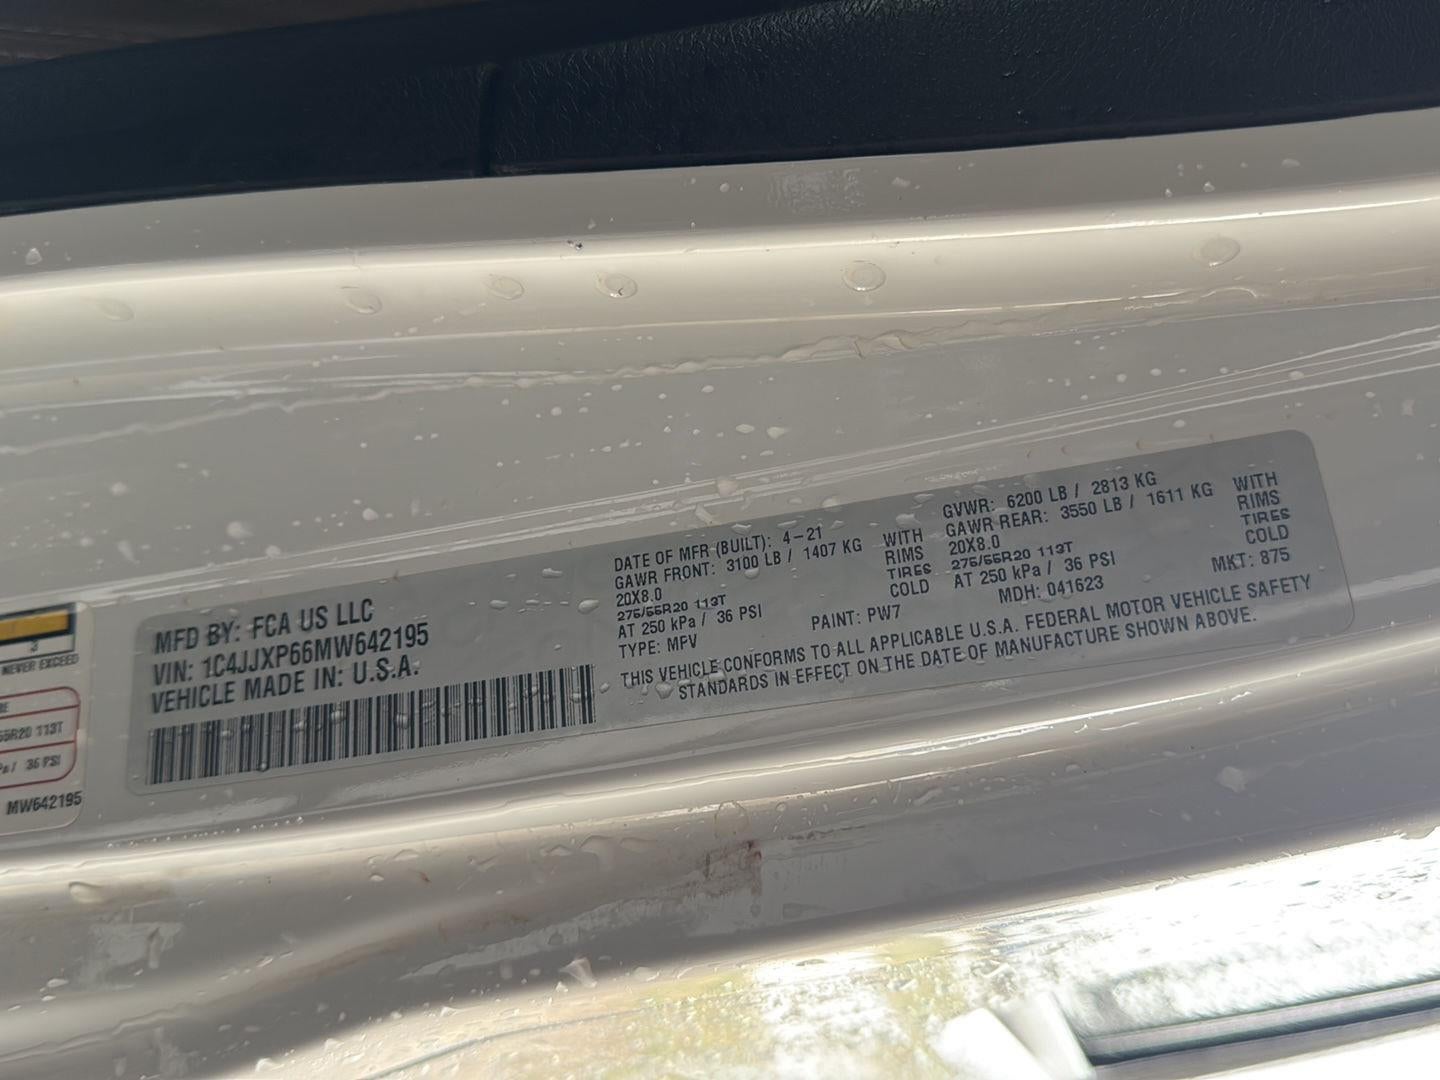 3
NEVER EXCEED
RE
55R20 113T
Pa / 36 PSI
MW642195
MFD BY: FCA US LLC
VIN: 1C4JJXP66MW642195
VEHICLE MADE IN: U.S.A.
DATE OF MFR (BUILT): 4-21
GAWR FRONT: 3100 LB / 1407 KG WITH
20X8.0 RIMS
275/55R20 113T TIRES
AT 250 kPa / 36 PSI COLD
TYPE: MPV PAINT: PW7
GVWR: 6200 LB / 2813 KG
GAWR REAR: 3550 LB / 1611 KG WITH
20X8.0 RIMS
275/55R20 113T TIRES
AT 250 kPa / 36 PSI COLD
MDH: 041623 MKT: 875
THIS VEHICLE CONFORMS TO ALL APPLICABLE U.S.A. FEDERAL MOTOR VEHICLE SAFETY
STANDARDS IN EFFECT ON THE DATE OF MANUFACTURE SHOWN ABOVE.